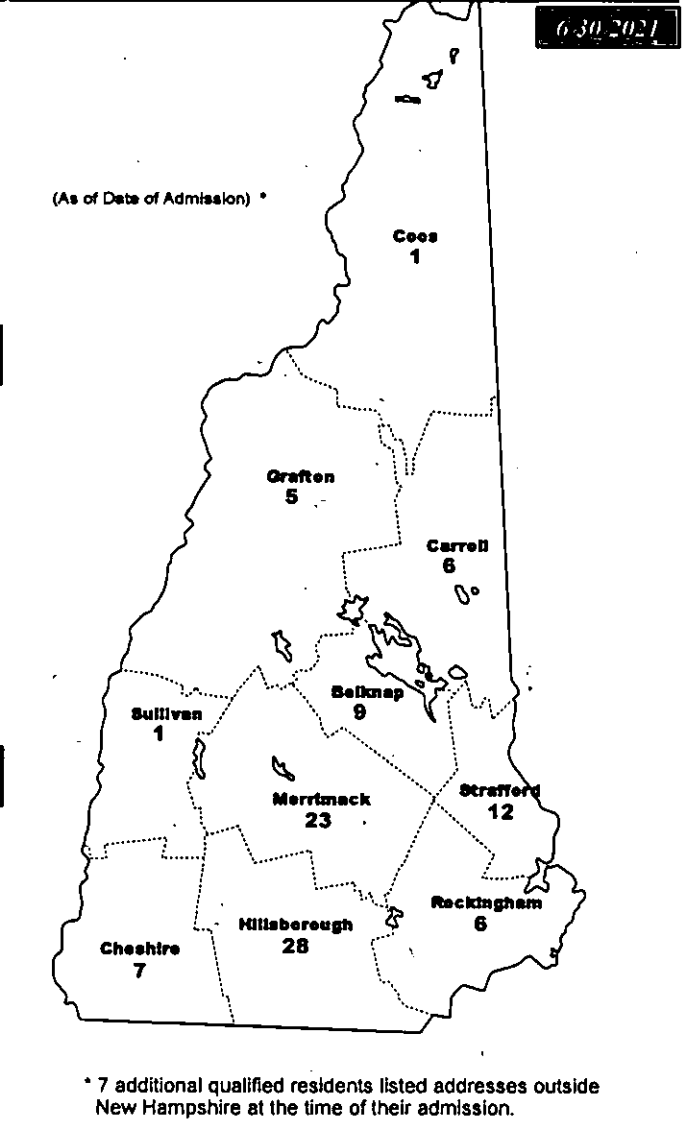 6-30-2021
(As of Date of Admission) *
Coos
1
Grafton
5
Carroll
6
Belknap
9
Sullivan
1
Strafford
12
Merrimack
23
Rockingham
6
Hillsborough
28
Cheshire
7
* 7 additional qualified residents listed addresses outside
New Hampshire at the time of their admission.